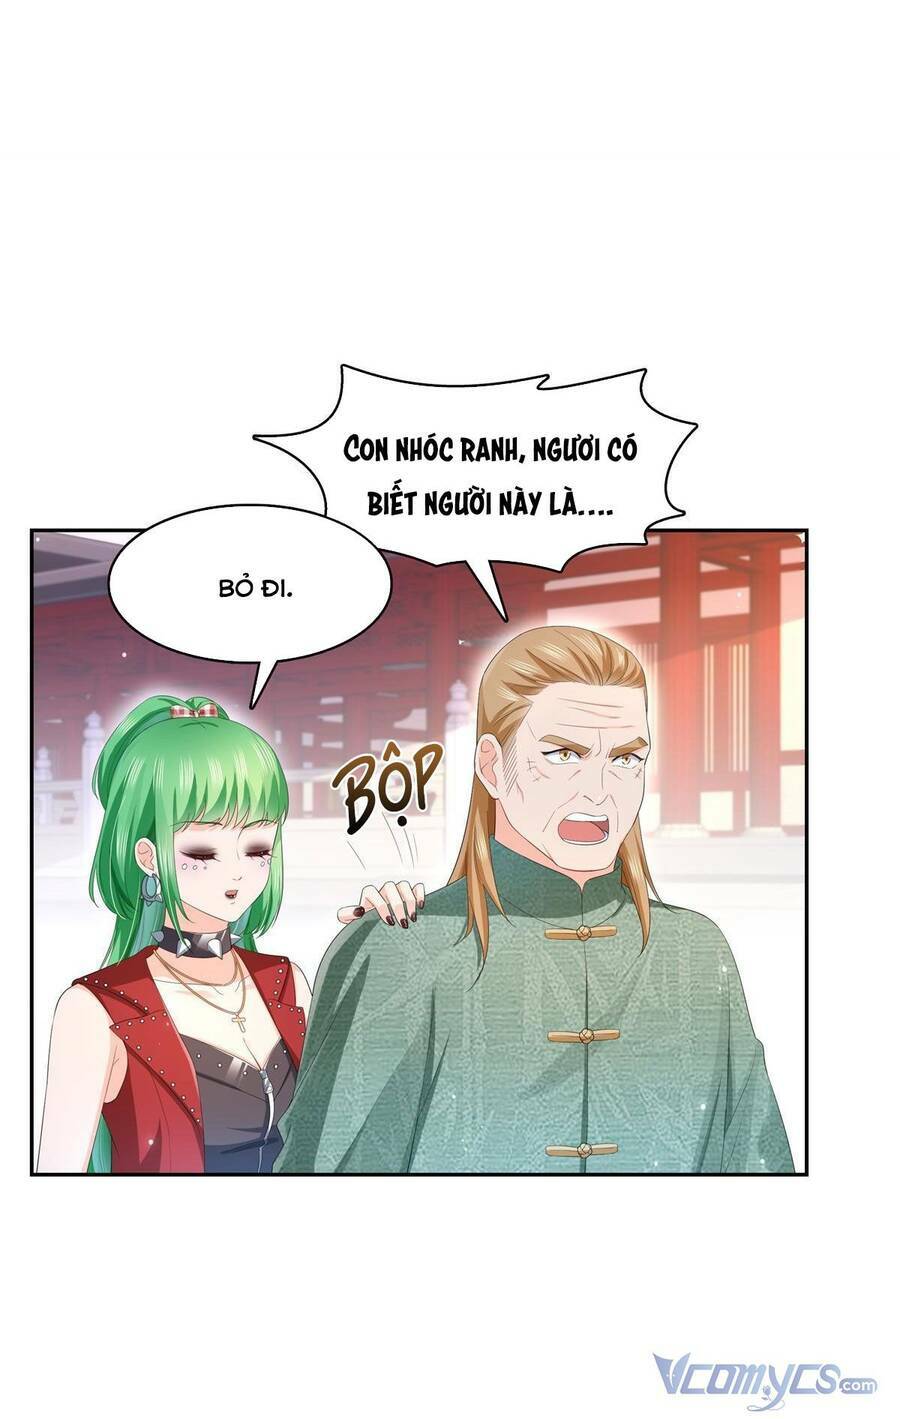 CON NHÓC RANH, NGƯƠI CÓ
BIẾT NGƯỜI NÀY LÀ....
BỎ ĐI.
BỘP
VCOMYCS.com